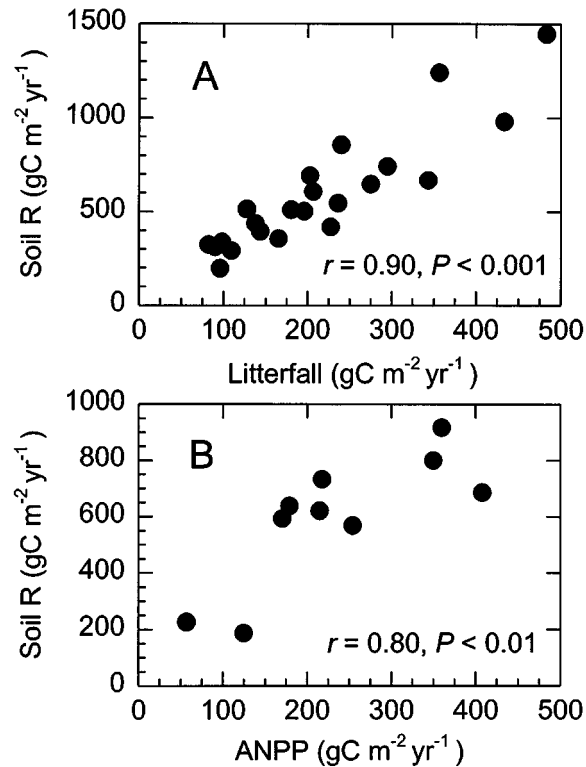 1500
1000
500
0
Soil R (gC m⁻² yr⁻¹)
A
r = 0.90, P < 0.001
0 100 200 300 400 500
Litterfall (gC m⁻² yr⁻¹)
1000
800
600
400
200
0
Soil R (gC m⁻² yr⁻¹)
B
r = 0.80, P < 0.01
0 100 200 300 400 500
ANPP (gC m⁻² yr⁻¹)